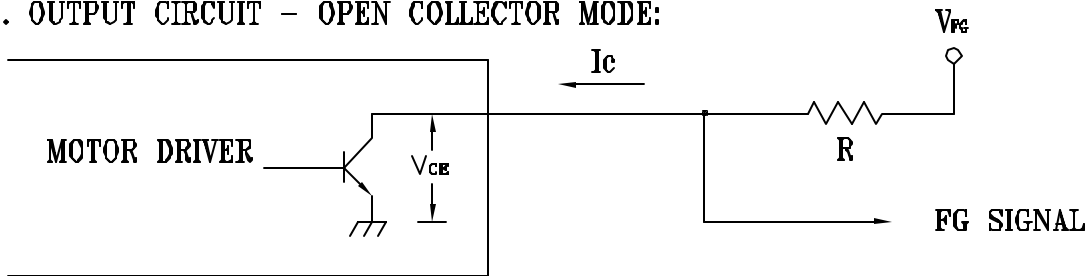 . OUTPUT CIRCUIT – OPEN COLLECTOR MODE:
VFG
Ic
MOTOR DRIVER
VCE
R
FG SIGNAL